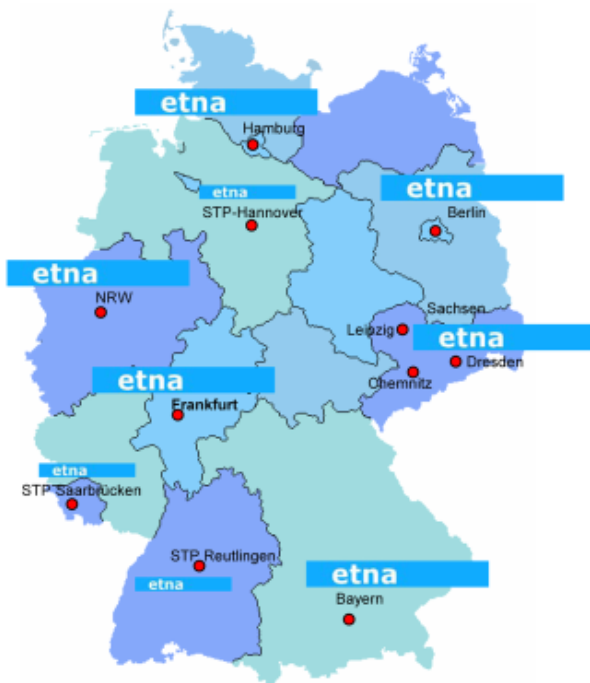 etna
Hamburg
etna
STP-Hannover
etna
Berlin
etna
NRW
Sachsen
Leipzig
etna
Dresden
Chemnitz
etna
Frankfurt
etna
STP Saarbrücken
STP Reutlingen
etna
etna
Bayern